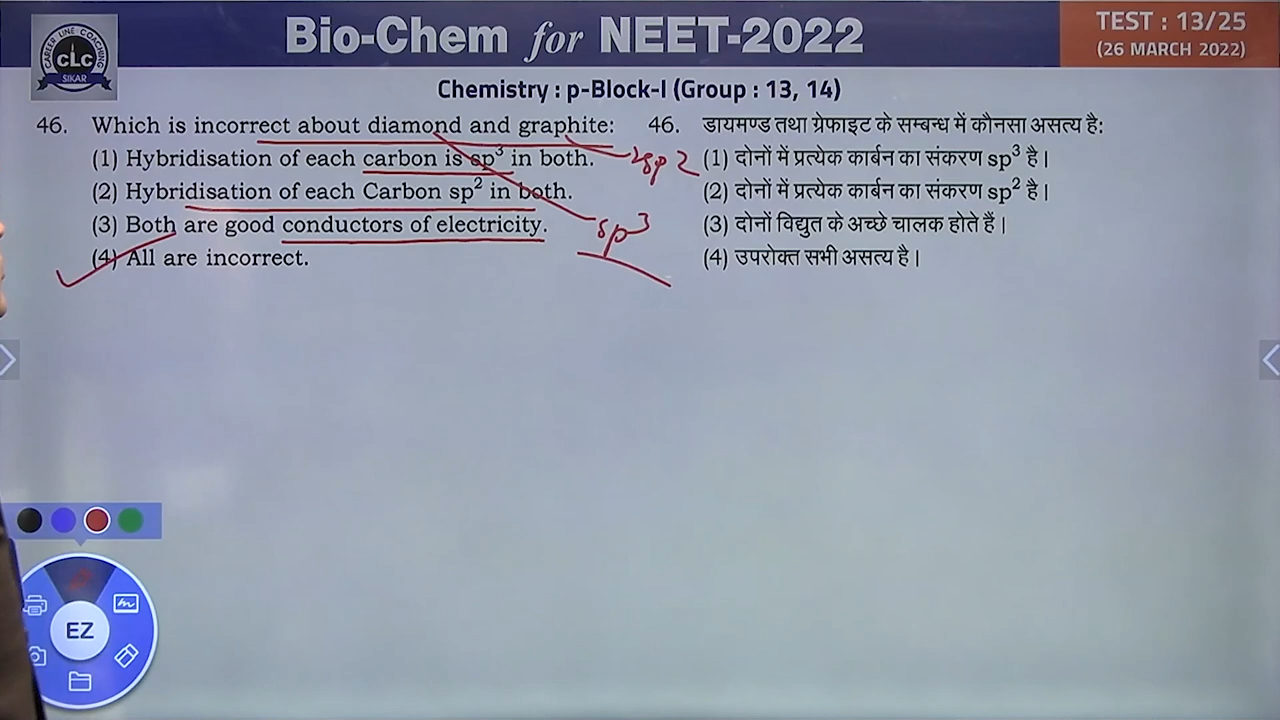 CAREER LINE COACHING
CLC
SIKAR
Bio-Chem for NEET-2022
TEST : 13/25
(26 MARCH 2022)
Chemistry : p-Block-I (Group : 13, 14)
46. Which is incorrect about diamond and graphite:
(1) Hybridisation of each carbon is sp³ in both.
(2) Hybridisation of each Carbon sp² in both.
(3) Both are good conductors of electricity.
(4) All are incorrect.
sp2
sp3
46. डायमण्ड तथा ग्रेफाइट के सम्बन्ध में कौनसा असत्य है:
(1) दोनों में प्रत्येक कार्बन का संकरण sp³ है।
(2) दोनों में प्रत्येक कार्बन का संकरण sp² है।
(3) दोनों विद्युत के अच्छे चालक होते हैं।
(4) उपरोक्त सभी असत्य है।
EZ